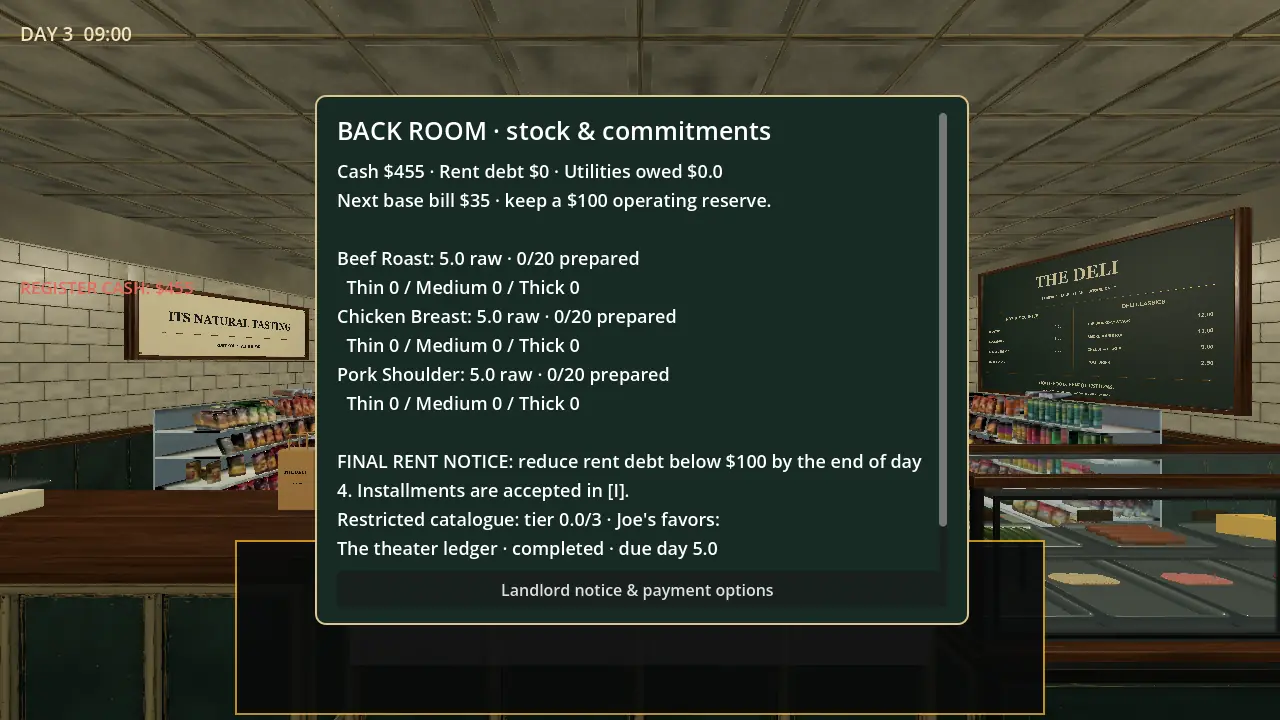 DAY 3 09:00
BACK ROOM · stock & commitments
Cash $455 · Rent debt $0 · Utilities owed $0.0
Next base bill $35 · keep a $100 operating reserve.
Beef Roast: 5.0 raw · 0/20 prepared
Thin 0 / Medium 0 / Thick 0
Chicken Breast: 5.0 raw · 0/20 prepared
Thin 0 / Medium 0 / Thick 0
Pork Shoulder: 5.0 raw · 0/20 prepared
Thin 0 / Medium 0 / Thick 0
FINAL RENT NOTICE: reduce rent debt below $100 by the end of day
4. Installments are accepted in [I].
Restricted catalogue: tier 0.0/3 · Joe's favors:
The theater ledger · completed · due day 5.0
Landlord notice & payment options
REGISTER CASH: $455
ITS NATURAL TASTING
THE DELI
DELI CLASSICS
12.00
11.00
9.00
2.50